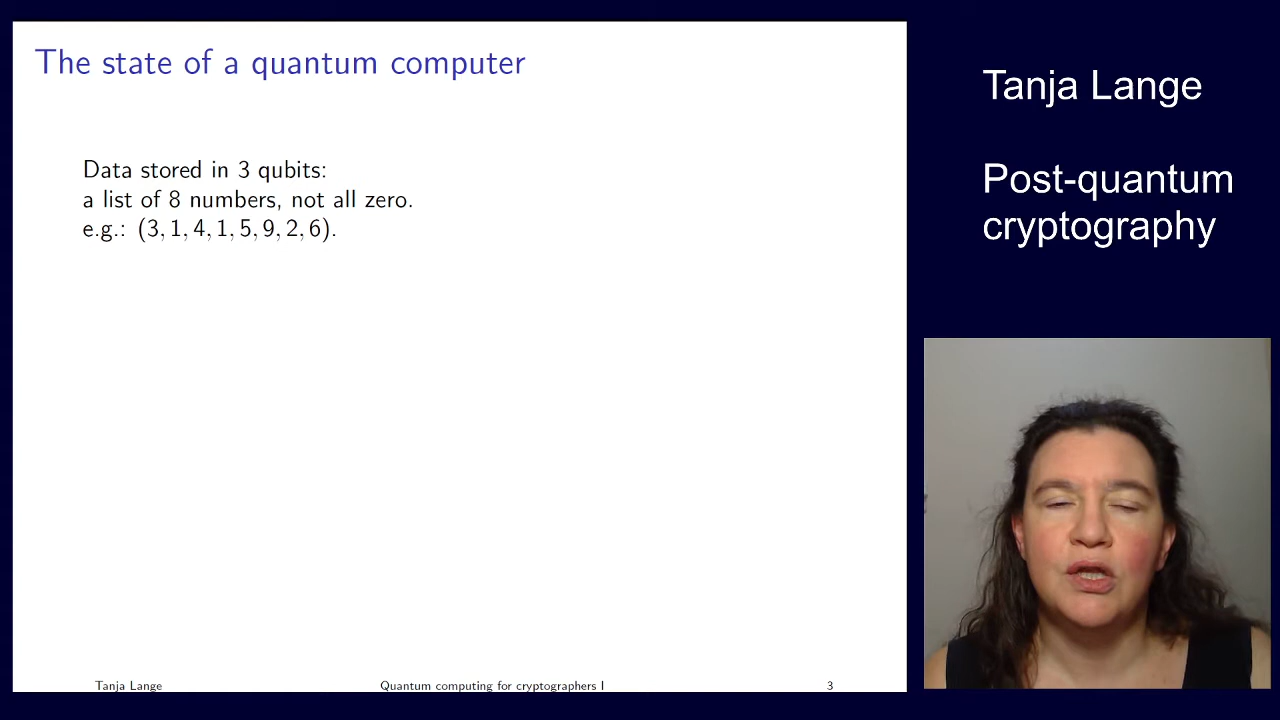 The state of a quantum computer
Data stored in 3 qubits:
a list of 8 numbers, not all zero.
e.g.: (3, 1, 4, 1, 5, 9, 2, 6).
Tanja Lange
Quantum computing for cryptographers I
3
Tanja Lange
Post-quantum
cryptography